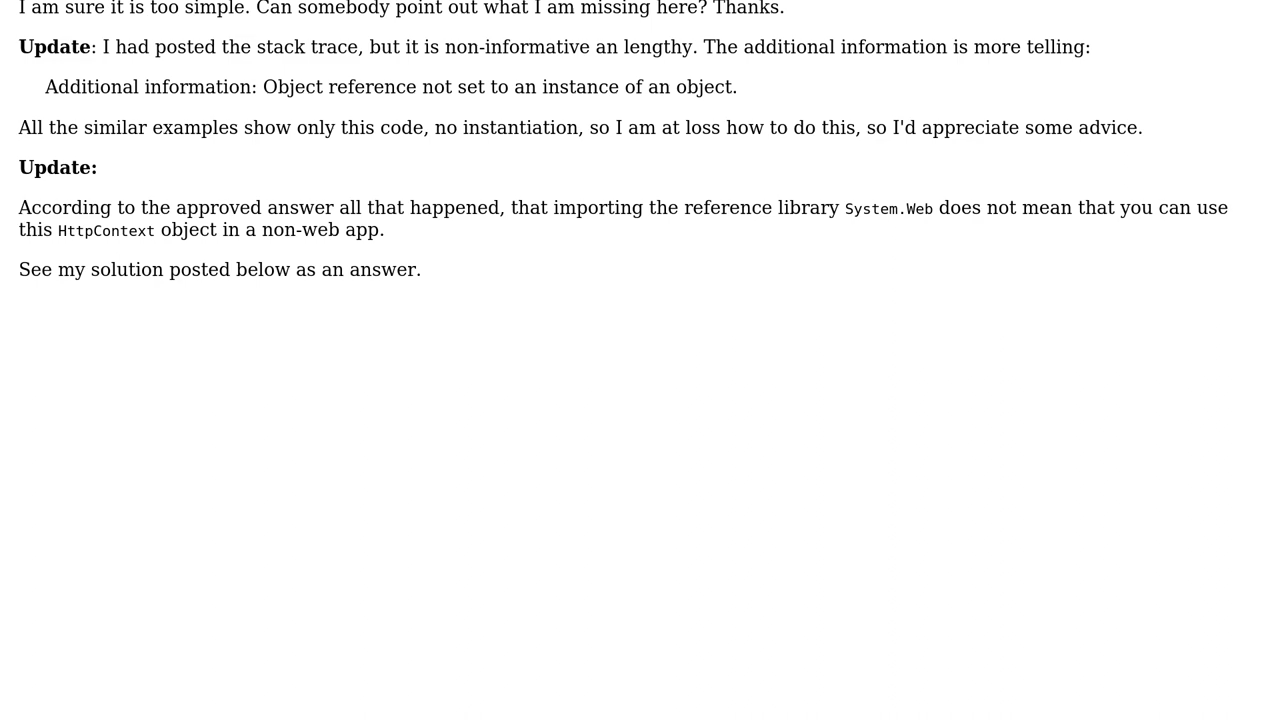 I am sure it is too simple. Can somebody point out what I am missing here? Thanks.
Update: I had posted the stack trace, but it is non-informative an lengthy. The additional information is more telling:
Additional information: Object reference not set to an instance of an object.
All the similar examples show only this code, no instantiation, so I am at loss how to do this, so I'd appreciate some advice.
Update:
According to the approved answer all that happened, that importing the reference library System.Web does not mean that you can use
this HttpContext object in a non-web app.
See my solution posted below as an answer.